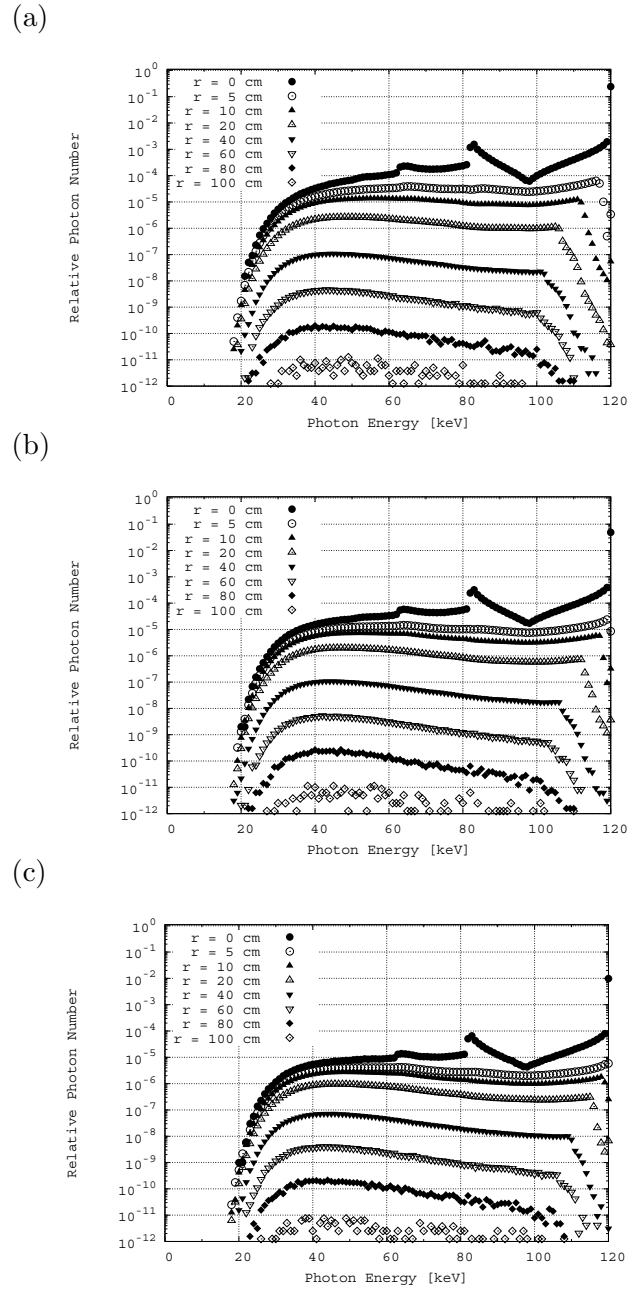 (a)
Relative Photon Number
10^0
10^-1
10^-2
10^-3
10^-4
10^-5
10^-6
10^-7
10^-8
10^-9
10^-10
10^-11
10^-12
r = 0 cm
r = 5 cm
r = 10 cm
r = 20 cm
r = 40 cm
r = 60 cm
r = 80 cm
r = 100 cm
0 20 40 60 80 100 120
Photon Energy [keV]
(b)
Relative Photon Number
10^0
10^-1
10^-2
10^-3
10^-4
10^-5
10^-6
10^-7
10^-8
10^-9
10^-10
10^-11
10^-12
r = 0 cm
r = 5 cm
r = 10 cm
r = 20 cm
r = 40 cm
r = 60 cm
r = 80 cm
r = 100 cm
0 20 40 60 80 100 120
Photon Energy [keV]
(c)
Relative Photon Number
10^0
10^-1
10^-2
10^-3
10^-4
10^-5
10^-6
10^-7
10^-8
10^-9
10^-10
10^-11
10^-12
r = 0 cm
r = 5 cm
r = 10 cm
r = 20 cm
r = 40 cm
r = 60 cm
r = 80 cm
r = 100 cm
0 20 40 60 80 100 120
Photon Energy [keV]